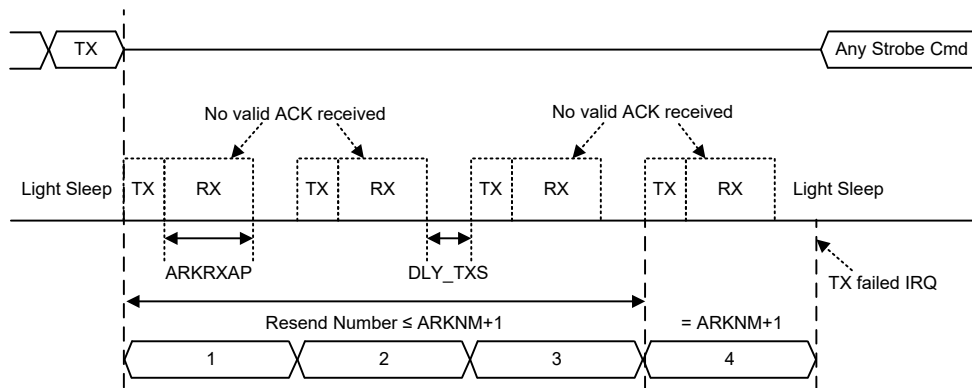 TX
Any Strobe Cmd
No valid ACK received
No valid ACK received
Light Sleep
TX
RX
TX
RX
TX
RX
TX
RX
Light Sleep
ARKRXAP
DLY_TXS
TX failed IRQ
Resend Number ≤ ARKNM+1
= ARKNM+1
1
2
3
4